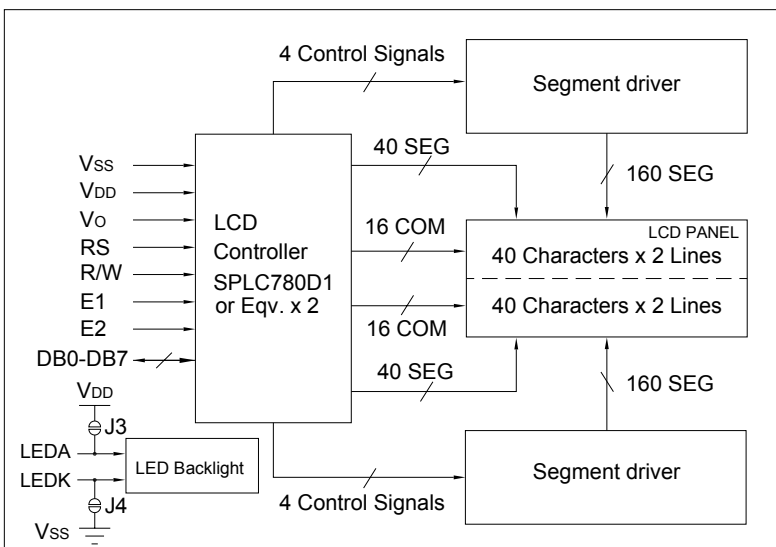 4 Control Signals
Segment driver
40 SEG
160 SEG
VSS
VDD
VO
RS
R/W
E1
E2
DB0-DB7
LCD
Controller
SPLC780D1
or Eqv. x 2
16 COM
LCD PANEL
40 Characters x 2 Lines
40 Characters x 2 Lines
16 COM
40 SEG
160 SEG
VDD
J3
LEDA
LEDK
J4
VSS
LED Backlight
4 Control Signals
Segment driver